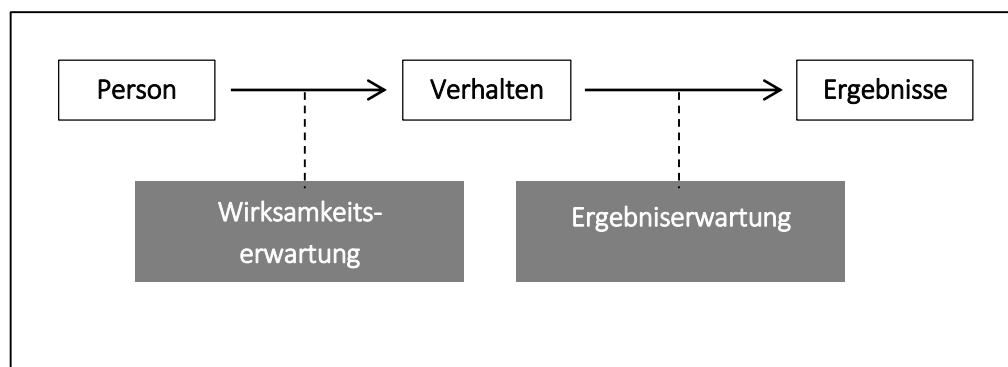 Person
Verhalten
Ergebnisse
Wirksamkeits-
erwartung
Ergebniserwartung